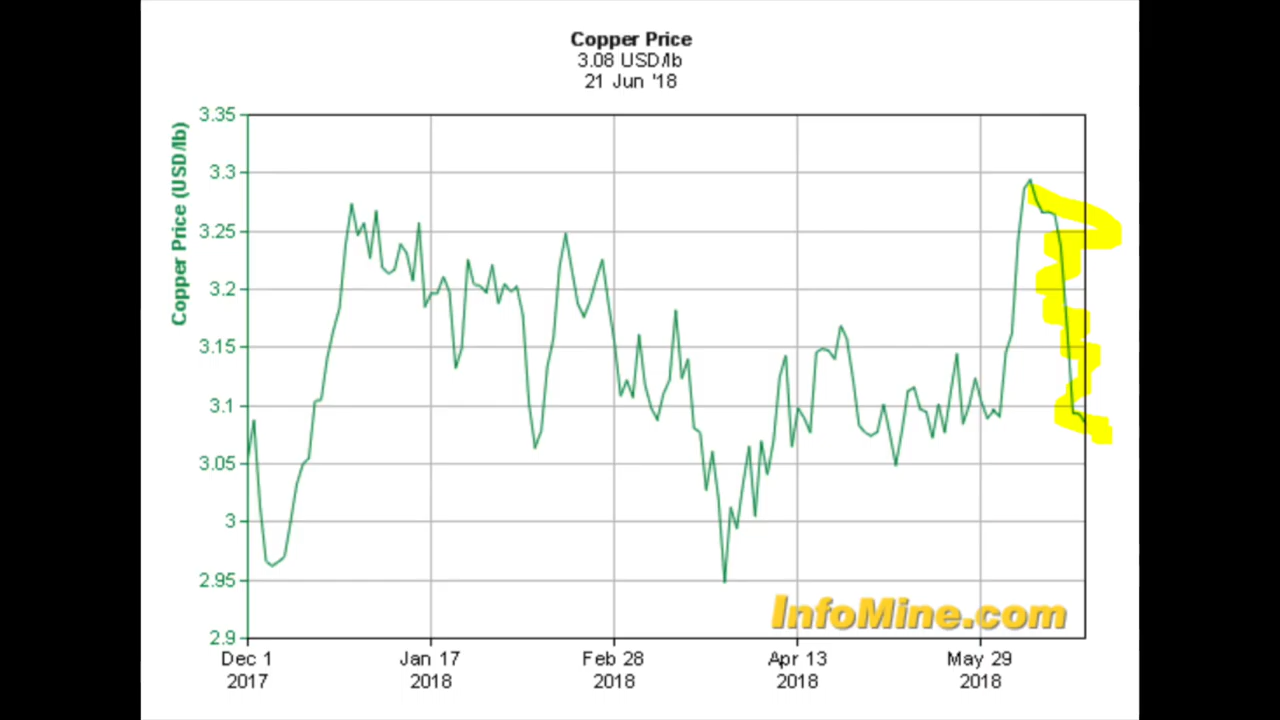 Copper Price
3.08 USD/lb
21 Jun '18
Copper Price (USD/lb)
3.35
3.3
3.25
3.2
3.15
3.1
3.05
3
2.95
2.9
InfoMine.com
Dec 1 Jan 17 Feb 28 Apr 13 May 29
2017 2018 2018 2018 2018